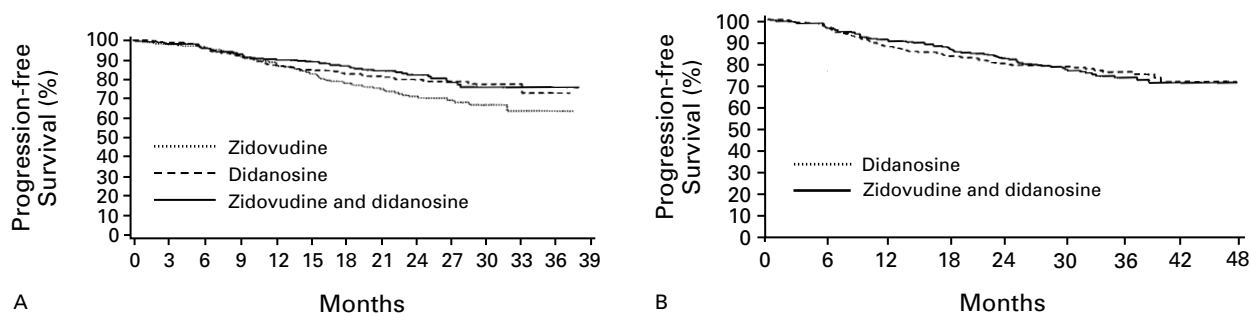 100
90
80
70
60
50
40
30
20
10
0
Progression-free
Survival (%)
Zidovudine
Didanosine
Zidovudine and didanosine
0 3 6 9 12 15 18 21 24 27 30 33 36 39
Months
A
100
90
80
70
60
50
40
30
20
10
0
Progression-free
Survival (%)
Didanosine
Zidovudine and didanosine
0 6 12 18 24 30 36 42 48
Months
B